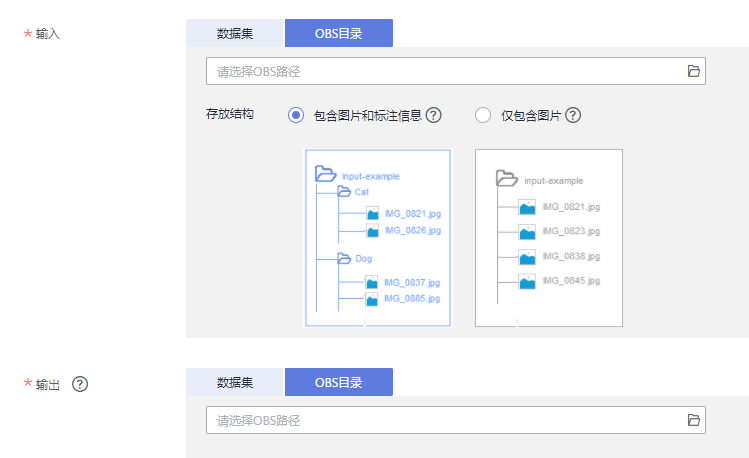 * 输入
数据集 OBS目录
请选择OBS路径
存放结构 包含图片和标注信息 ? 仅包含图片 ?
input-example
Cat
IMG_0821.jpg
IMG_0826.jpg
Dog
IMG_0837.jpg
IMG_0885.jpg
input-example
IMG_0821.jpg
IMG_0823.jpg
IMG_0838.jpg
IMG_0845.jpg
* 输出 ?
数据集 OBS目录
请选择OBS路径